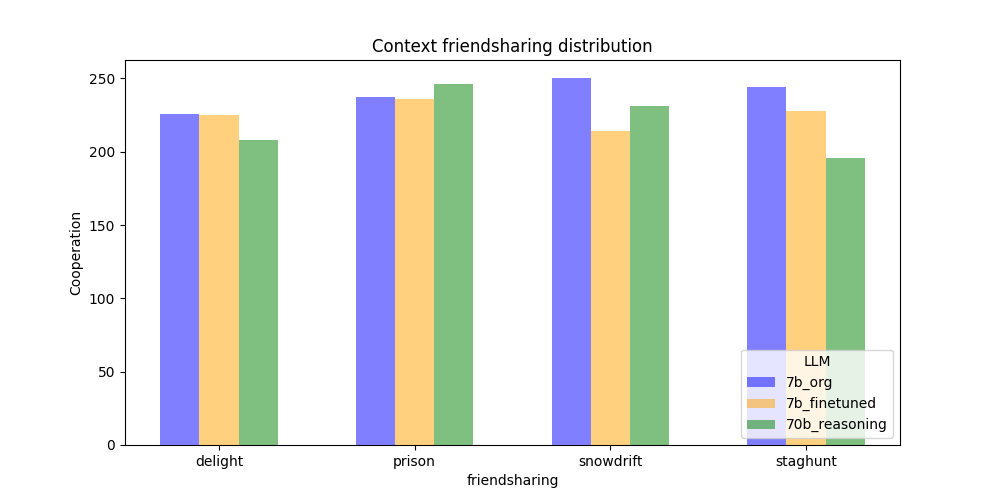 Context friendsharing distribution
Cooperation
250
200
150
100
50
0
delight prison snowdrift staghunt
friendsharing
LLM
7b_org
7b_finetuned
70b_reasoning